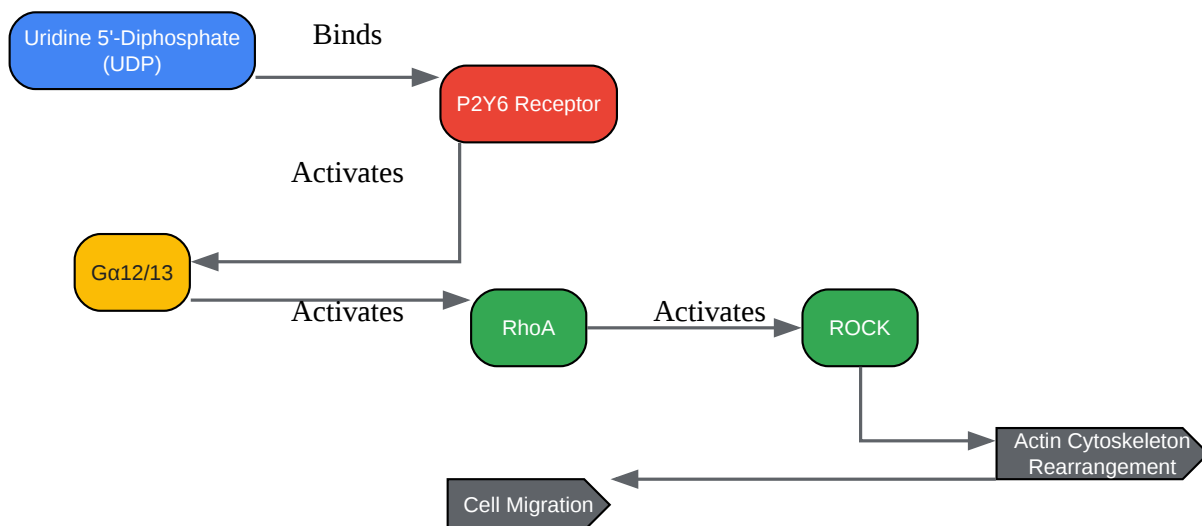 Uridine 5'-Diphosphate
(UDP)
Binds
P2Y6 Receptor
Activates
Gα12/13
Activates
RhoA
Activates
ROCK
Actin Cytoskeleton
Rearrangement
Cell Migration